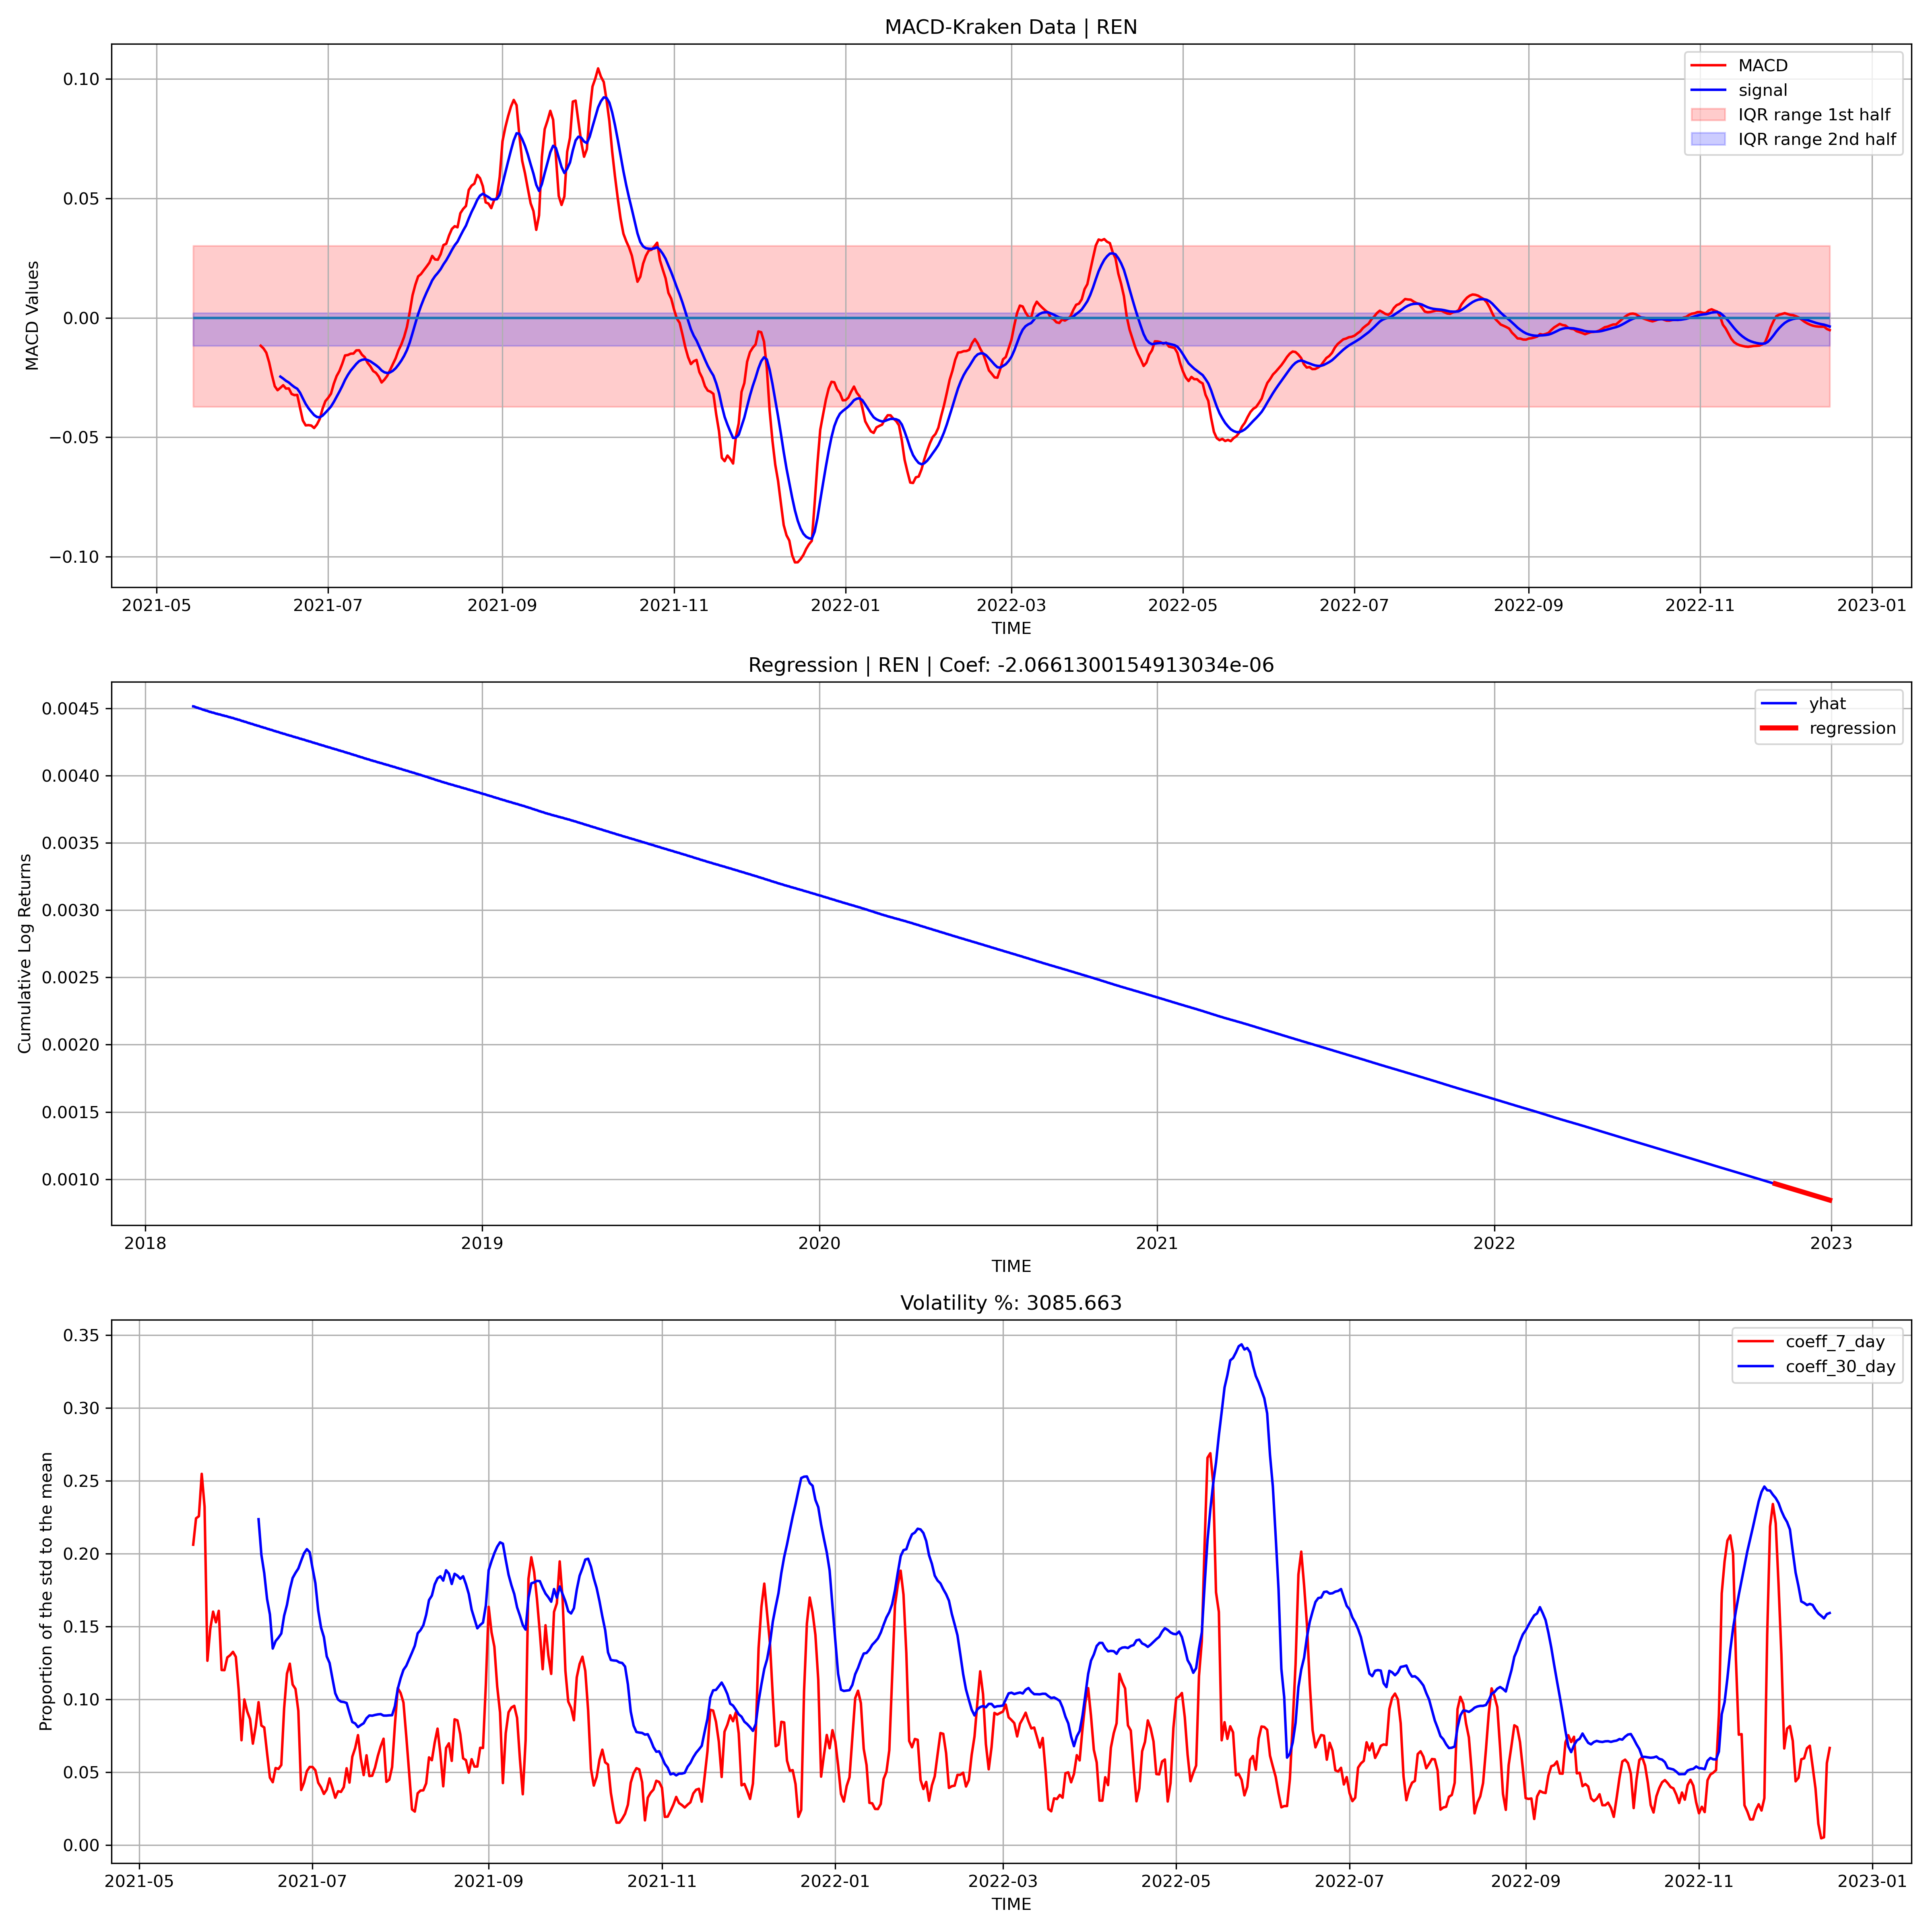 MACD-Kraken Data | REN
MACD
signal
IQR range 1st half
IQR range 2nd half
MACD Values
0.10
0.05
0.00
−0.05
−0.10
2021-05 2021-07 2021-09 2021-11 2022-01 2022-03 2022-05 2022-07 2022-09 2022-11 2023-01
TIME
Regression | REN | Coef: -2.0661300154913034e-06
yhat
regression
Cumulative Log Returns
0.0045
0.0040
0.0035
0.0030
0.0025
0.0020
0.0015
0.0010
2018 2019 2020 2021 2022 2023
TIME
Volatility %: 3085.663
coeff_7_day
coeff_30_day
Proportion of the std to the mean
0.35
0.30
0.25
0.20
0.15
0.10
0.05
0.00
2021-05 2021-07 2021-09 2021-11 2022-01 2022-03 2022-05 2022-07 2022-09 2022-11 2023-01
TIME